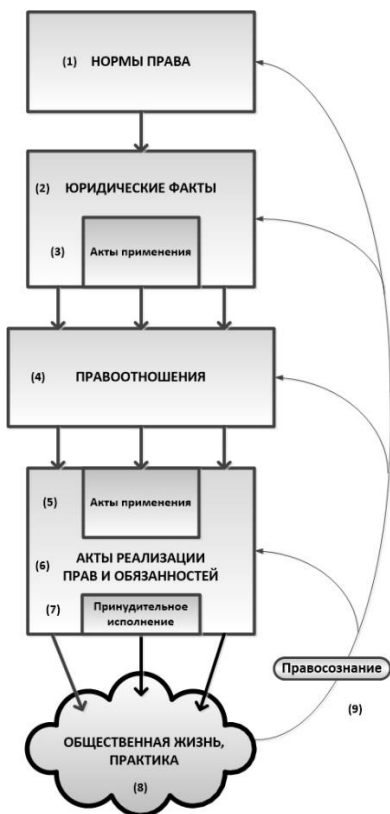 (1) НОРМЫ ПРАВА
(2) ЮРИДИЧЕСКИЕ ФАКТЫ
(3) Акты применения
(4) ПРАВООТНОШЕНИЯ
(5) Акты применения
(6) АКТЫ РЕАЛИЗАЦИИ
ПРАВ И ОБЯЗАННОСТЕЙ
(7) Принудительное
исполнение
Правосознание
(9)
ОБЩЕСТВЕННАЯ ЖИЗНЬ,
ПРАКТИКА
(8)